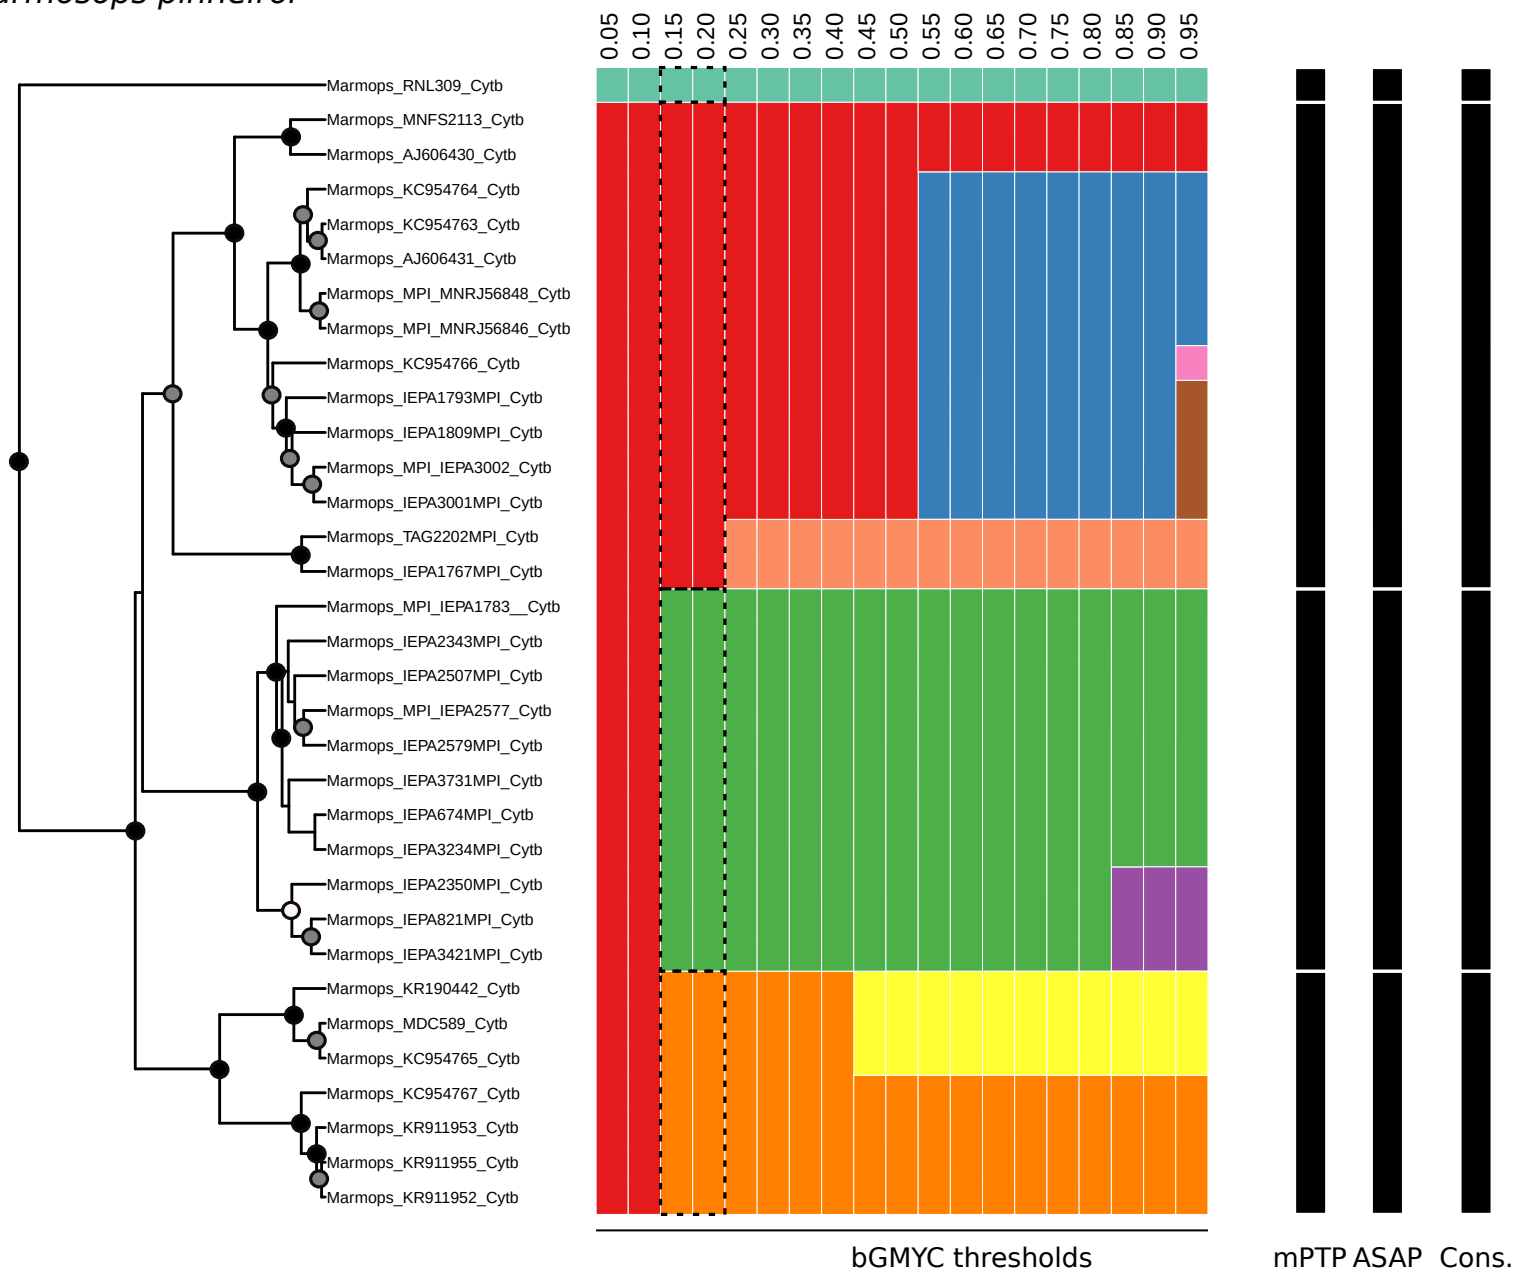 0.05 0.10 0.15 0.20 0.25 0.30 0.35 0.40 0.45 0.50 0.55 0.60 0.65 0.70 0.75 0.80 0.85 0.90 0.95
Marmops_RNL309_Cytb
Marmops_MNFS2113_Cytb
Marmops_AJ606430_Cytb
Marmops_KC954764_Cytb
Marmops_KC954763_Cytb
Marmops_AJ606431_Cytb
Marmops_MPI_MNRJ56848_Cytb
Marmops_MPI_MNRJ56846_Cytb
Marmops_KC954766_Cytb
Marmops_IEPA1793MPI_Cytb
Marmops_IEPA1809MPI_Cytb
Marmops_MPI_IEPA3002_Cytb
Marmops_IEPA3001MPI_Cytb
Marmops_TAG2202MPI_Cytb
Marmops_IEPA1767MPI_Cytb
Marmops_MPI_IEPA1783__Cytb
Marmops_IEPA2343MPI_Cytb
Marmops_IEPA2507MPI_Cytb
Marmops_MPI_IEPA2577_Cytb
Marmops_IEPA2579MPI_Cytb
Marmops_IEPA3731MPI_Cytb
Marmops_IEPA674MPI_Cytb
Marmops_IEPA3234MPI_Cytb
Marmops_IEPA2350MPI_Cytb
Marmops_IEPA821MPI_Cytb
Marmops_IEPA3421MPI_Cytb
Marmops_KR190442_Cytb
Marmops_MDC589_Cytb
Marmops_KC954765_Cytb
Marmops_KC954767_Cytb
Marmops_KR911953_Cytb
Marmops_KR911955_Cytb
Marmops_KR911952_Cytb
bGMYC thresholds mPTP ASAP Cons.